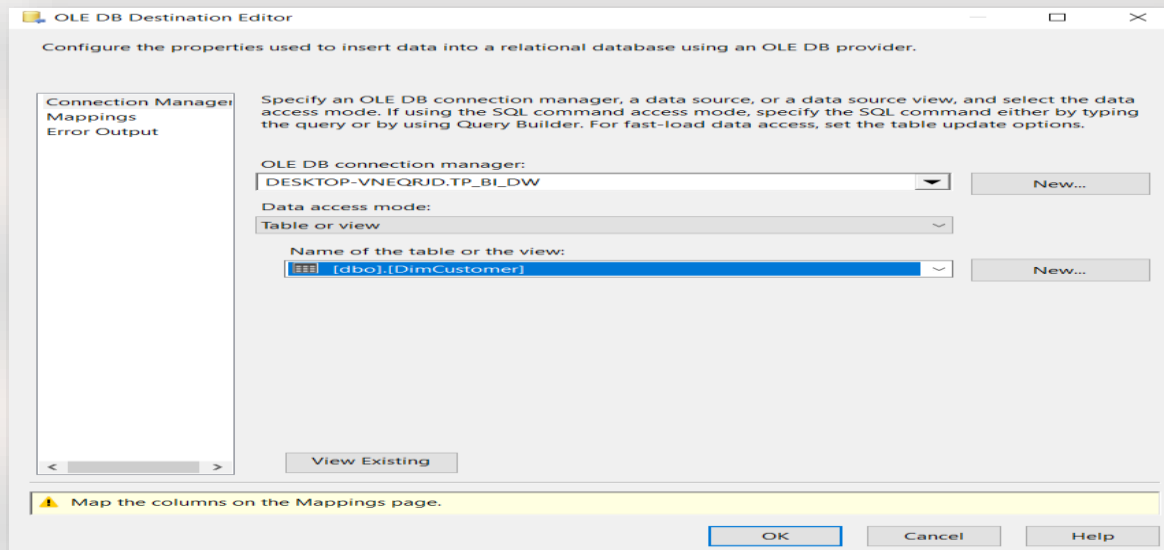 OLE DB Destination Editor
Configure the properties used to insert data into a relational database using an OLE DB provider.
Connection Manager
Mappings
Error Output
Specify an OLE DB connection manager, a data source, or a data source view, and select the data
access mode. If using the SQL command access mode, specify the SQL command either by typing
the query or by using Query Builder. For fast-load data access, set the table update options.
OLE DB connection manager:
DESKTOP-VNEQRJD.TP_BI_DW
New...
Data access mode:
Table or view
Name of the table or the view:
[dbo].[DimCustomer]
New...
View Existing
Map the columns on the Mappings page.
OK
Cancel
Help